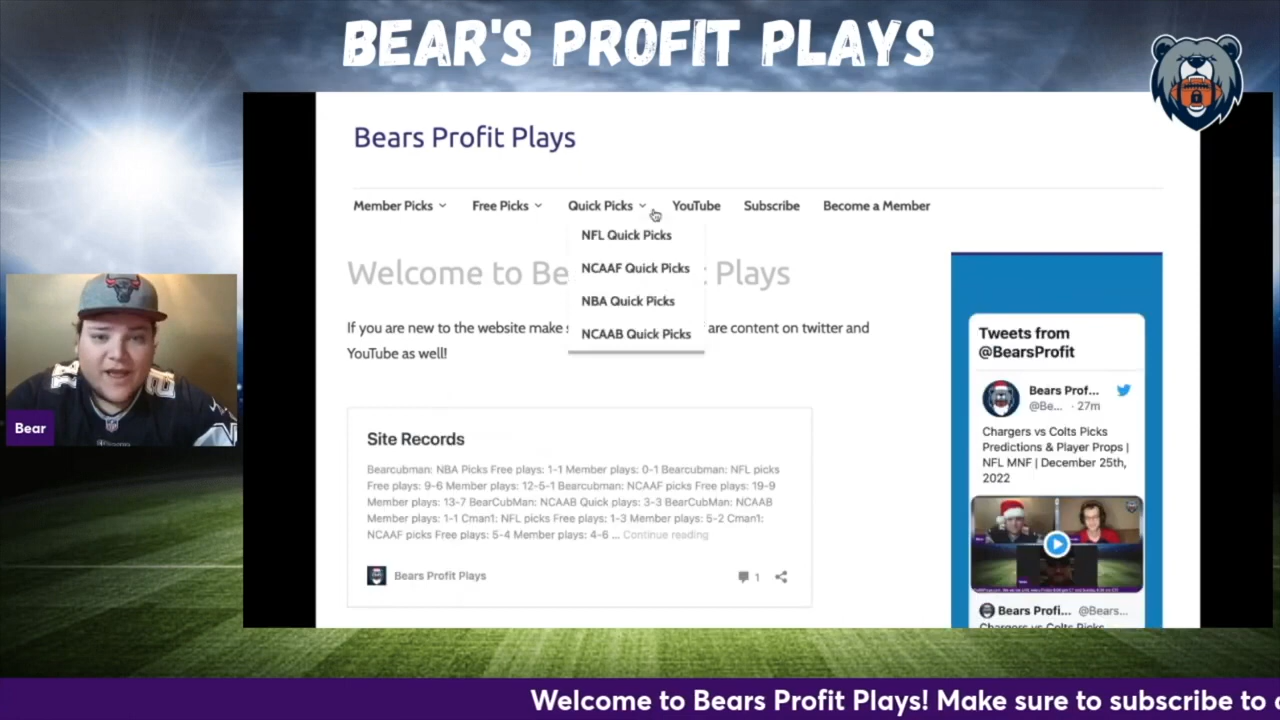 BEAR'S PROFIT PLAYS
Bears Profit Plays
Member Picks Free Picks Quick Picks YouTube Subscribe Become a Member
NFL Quick Picks
NCAAF Quick Picks
NBA Quick Picks
NCAAB Quick Picks
Welcome to Be Plays
If you are new to the website make are content on twitter and
YouTube as well!
Site Records
Bearcubman: NBA Picks Free plays: 1-1 Member plays: 0-1 Bearcubman: NFL picks
Free plays: 9-6 Member plays: 12-5-1 Bearcubman: NCAAF picks Free plays: 19-9
Member plays: 13-7 BearCubMan: NCAAB Quick plays: 3-3 BearCubMan: NCAAB
Member plays: 1-1 Cman1: NFL picks Free plays: 1-3 Member plays: 5-2 Cman1:
NCAAF picks Free plays: 5-4 Member plays: 4-6 ... Continue reading
Bears Profit Plays
1
Tweets from
@BearsProfit
Bears Prof...
@Be... · 27m
Chargers vs Colts Picks
Predictions & Player Props |
NFL MNF | December 25th,
2022
Bears Profi... @Bears...
Chargers vs Colts Picks
Bear
Welcome to Bears Profit Plays! Make sure to subscribe to